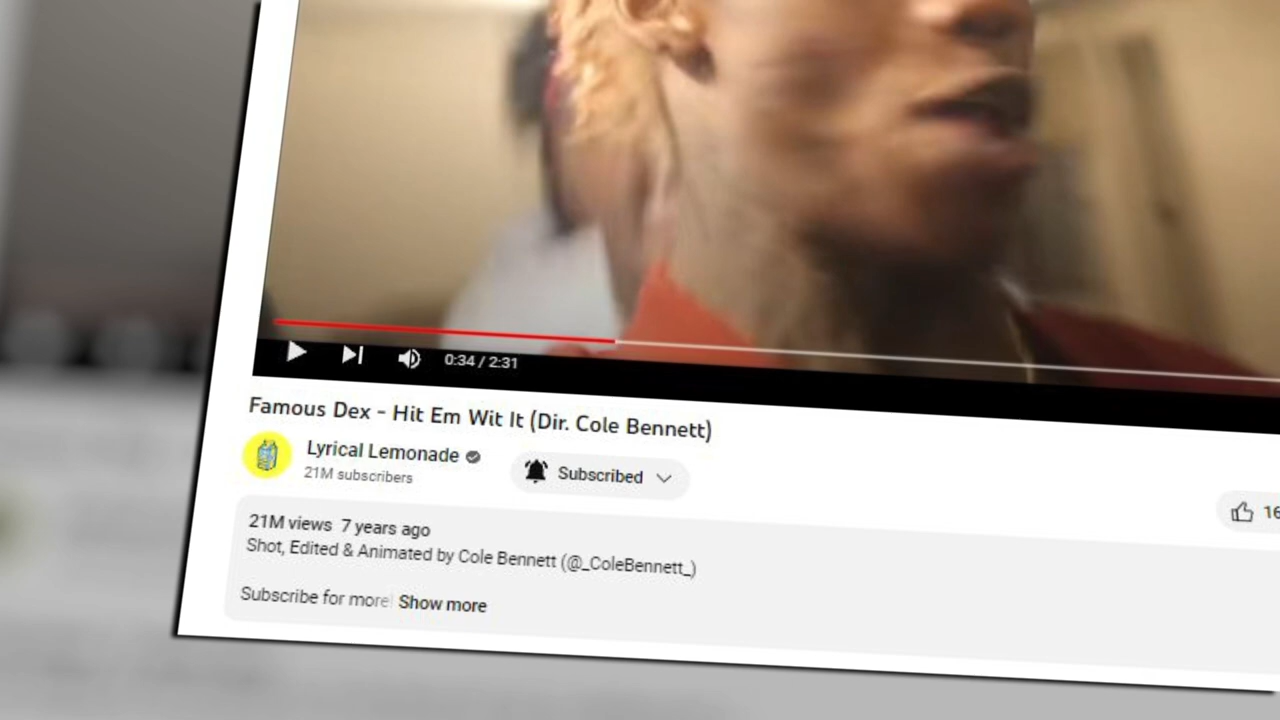 0:34 / 2:31
Famous Dex - Hit Em Wit It (Dir. Cole Bennett)
Lyrical Lemonade
21M subscribers
Subscribed
16
21M views 7 years ago
Shot, Edited & Animated by Cole Bennett (@_ColeBennett_)
Subscribe for more! Show more